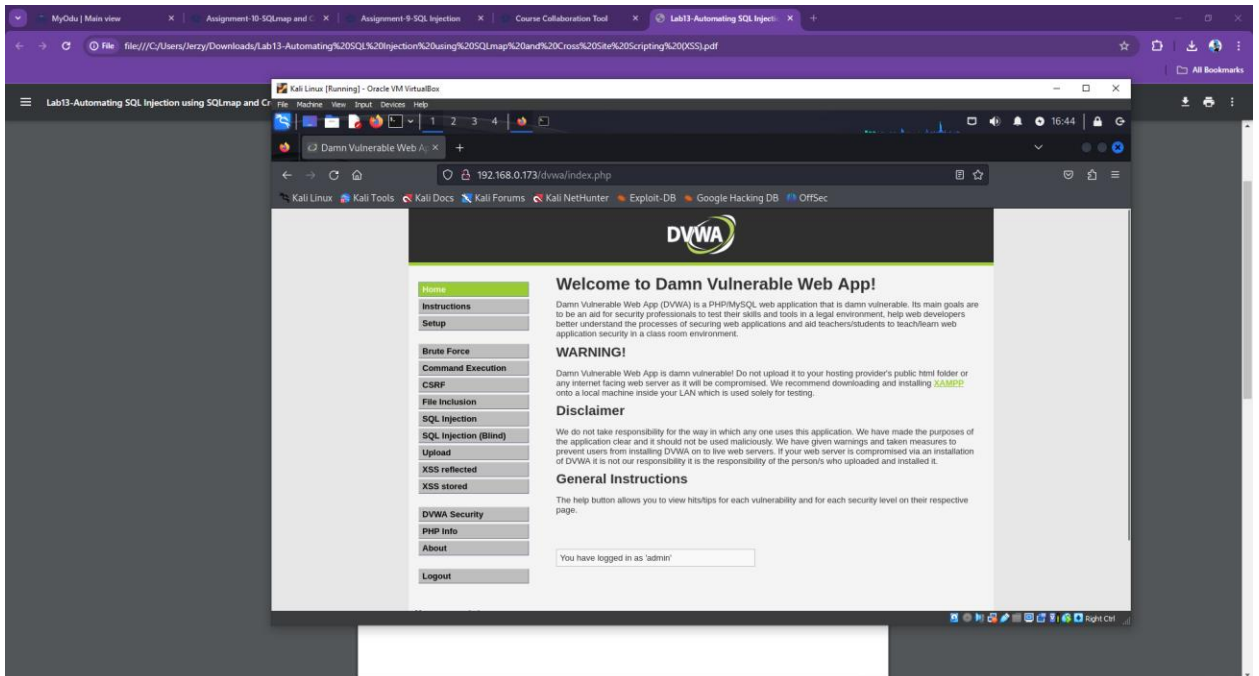 MyOdu | Main view
Assignment-10-SQLmap and C
Assignment-9-SQL Injection
Course Collaboration Tool
Lab13-Automating SQL Injecti
File file:///C:/Users/Jerzy/Downloads/Lab13-Automating%20SQL%20Injection%20using%20SQLmap%20and%20Cross%20Site%20Scripting%20(XSS).pdf
All Bookmarks
Lab13-Automating SQL Injection using SQLmap and Cr
Kali Linux [Running] - Oracle VM VirtualBox
File Machine View Input Devices Help
1 2 3 4
16:44
Damn Vulnerable Web Ap
192.168.0.173/dvwa/index.php
Kali Linux Kali Tools Kali Docs Kali Forums Kali NetHunter Exploit-DB Google Hacking DB OffSec
DVWA
Home
Instructions
Setup
Brute Force
Command Execution
CSRF
File Inclusion
SQL Injection
SQL Injection (Blind)
Upload
XSS reflected
XSS stored
DVWA Security
PHP Info
About
Logout
Welcome to Damn Vulnerable Web App!
Damn Vulnerable Web App (DVWA) is a PHP/MySQL web application that is damn vulnerable. Its main goals are
to be an aid for security professionals to test their skills and tools in a legal environment, help web developers
better understand the processes of securing web applications and aid teachers/students to teach/learn web
application security in a class room environment.
WARNING!
Damn Vulnerable Web App is damn vulnerable! Do not upload it to your hosting provider's public html folder or
any internet facing web server as it will be compromised. We recommend downloading and installing XAMPP
onto a local machine inside your LAN which is used solely for testing.
Disclaimer
We do not take responsibility for the way in which any one uses this application. We have made the purposes of
the application clear and it should not be used maliciously. We have given warnings and taken measures to
prevent users from installing DVWA on to live web servers. If your web server is compromised via an installation
of DVWA it is not our responsibility it is the responsibility of the person/s who uploaded and installed it.
General Instructions
The help button allows you to view hits/tips for each vulnerability and for each security level on their respective
page.
You have logged in as 'admin'
Right Ctrl